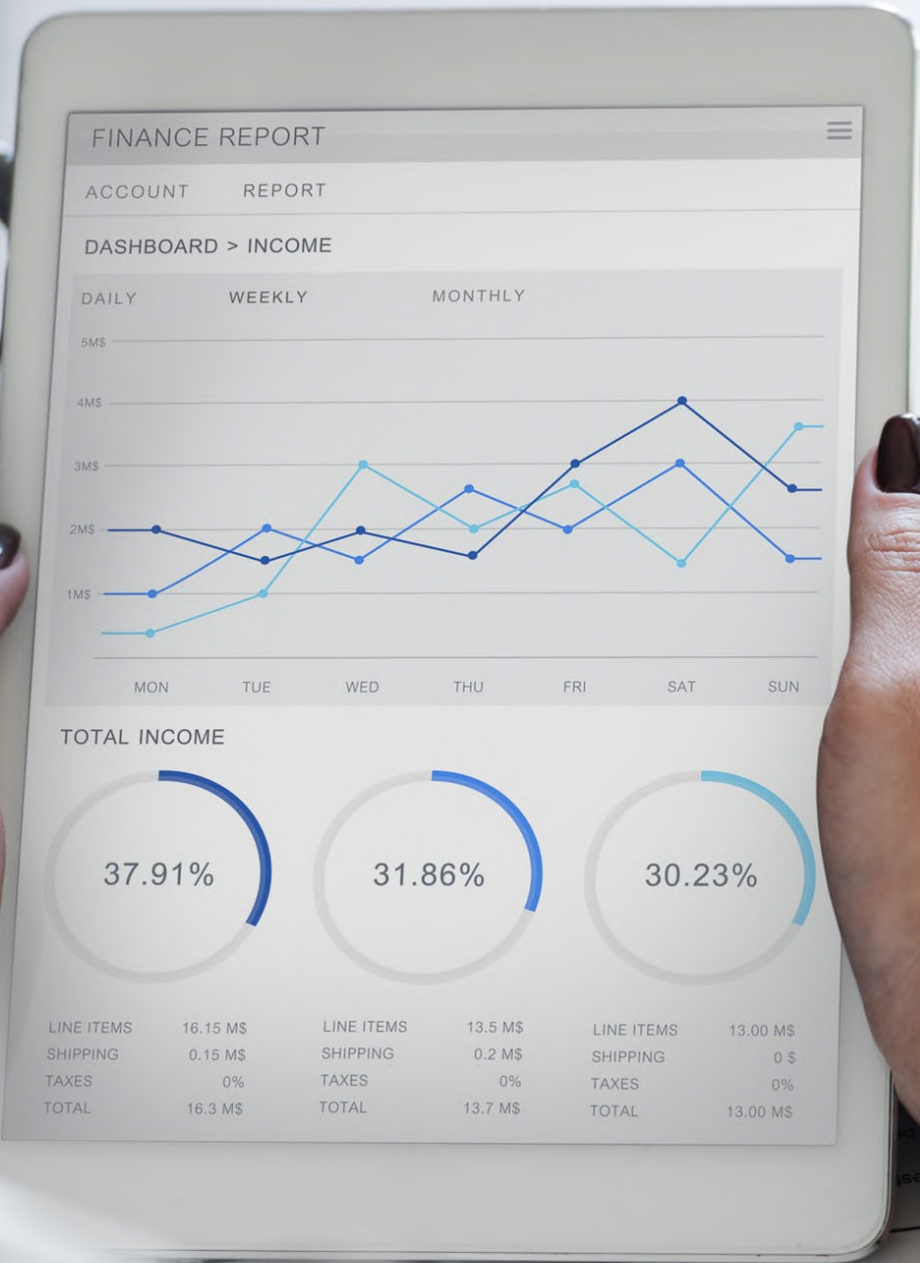 FINANCE REPORT
ACCOUNT REPORT
DASHBOARD > INCOME
DAILY WEEKLY MONTHLY
5M$
4M$
3M$
2M$
1M$
MON TUE WED THU FRI SAT SUN
TOTAL INCOME
37.91% 31.86% 30.23%
LINE ITEMS 16.15 M$ LINE ITEMS 13.5 M$ LINE ITEMS 13.00 M$
SHIPPING 0.15 M$ SHIPPING 0.2 M$ SHIPPING 0 $
TAXES 0% TAXES 0% TAXES 0%
TOTAL 16.3 M$ TOTAL 13.7 M$ TOTAL 13.00 M$